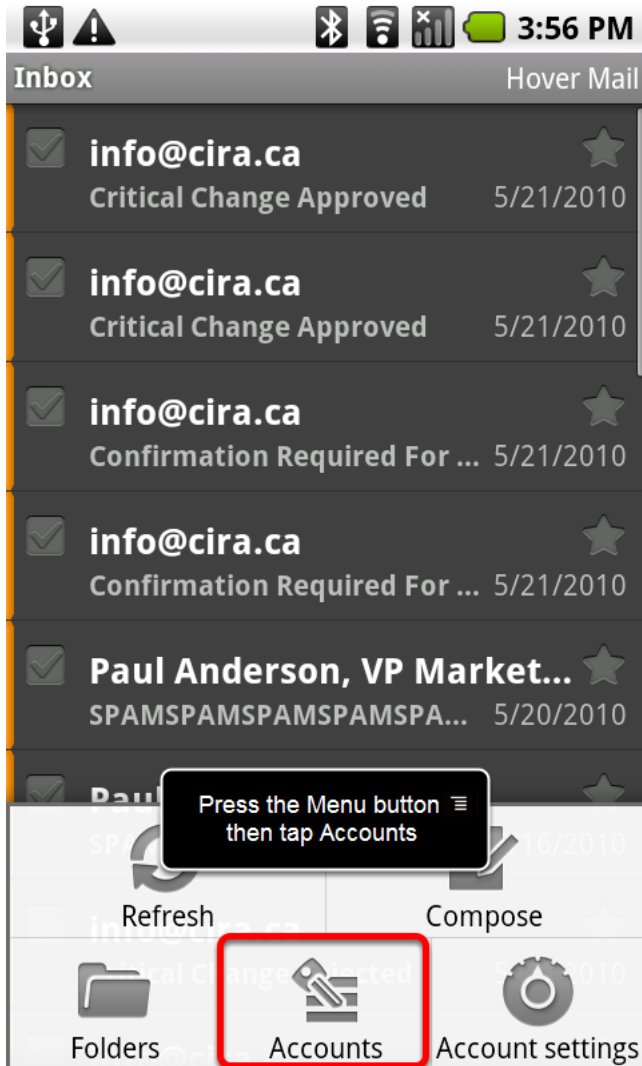 3:56 PM
Inbox Hover Mail
info@cira.ca
Critical Change Approved 5/21/2010
info@cira.ca
Critical Change Approved 5/21/2010
info@cira.ca
Confirmation Required For ... 5/21/2010
info@cira.ca
Confirmation Required For ... 5/21/2010
Paul Anderson, VP Market...
SPAMSPAMSPAMSPAMSPA... 5/20/2010
Press the Menu button
then tap Accounts
Refresh Compose
Folders Accounts Account settings